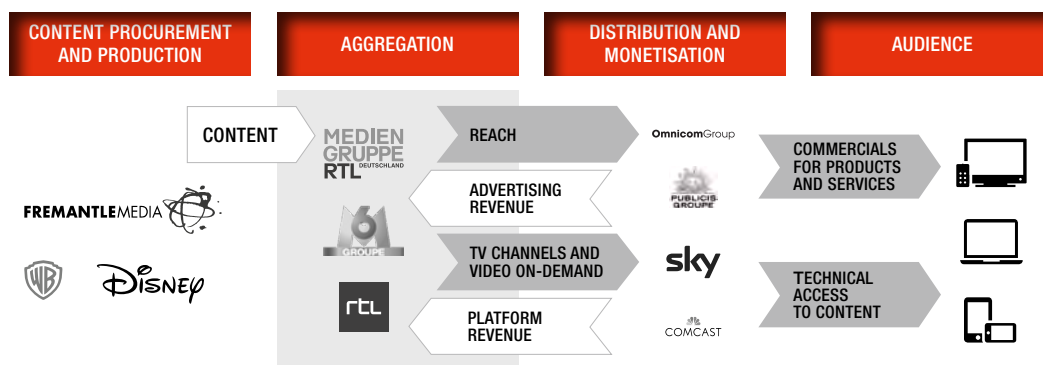 CONTENT PROCUREMENT
AND PRODUCTION
AGGREGATION
DISTRIBUTION AND
MONETISATION
AUDIENCE
CONTENT
FREMANTLEMEDIA
WB
Disney
MEDIEN
GRUPPE
RTL DEUTSCHLAND
6
GROUPE
rtl
REACH
ADVERTISING
REVENUE
TV CHANNELS AND
VIDEO ON-DEMAND
PLATFORM
REVENUE
OmnicomGroup
PUBLICIS
GROUPE
sky
COMCAST
COMMERCIALS
FOR PRODUCTS
AND SERVICES
TECHNICAL
ACCESS
TO CONTENT